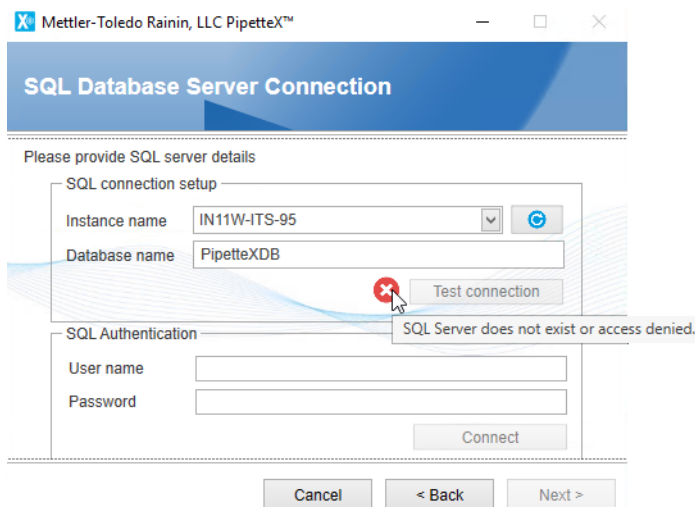 Mettler-Toledo Rainin, LLC PipetteX™
SQL Database Server Connection
Please provide SQL server details
SQL connection setup
Instance name IN11W-ITS-95
Database name PipetteXDB
Test connection
SQL Server does not exist or access denied.
SQL Authentication
User name
Password
Connect
Cancel < Back Next >